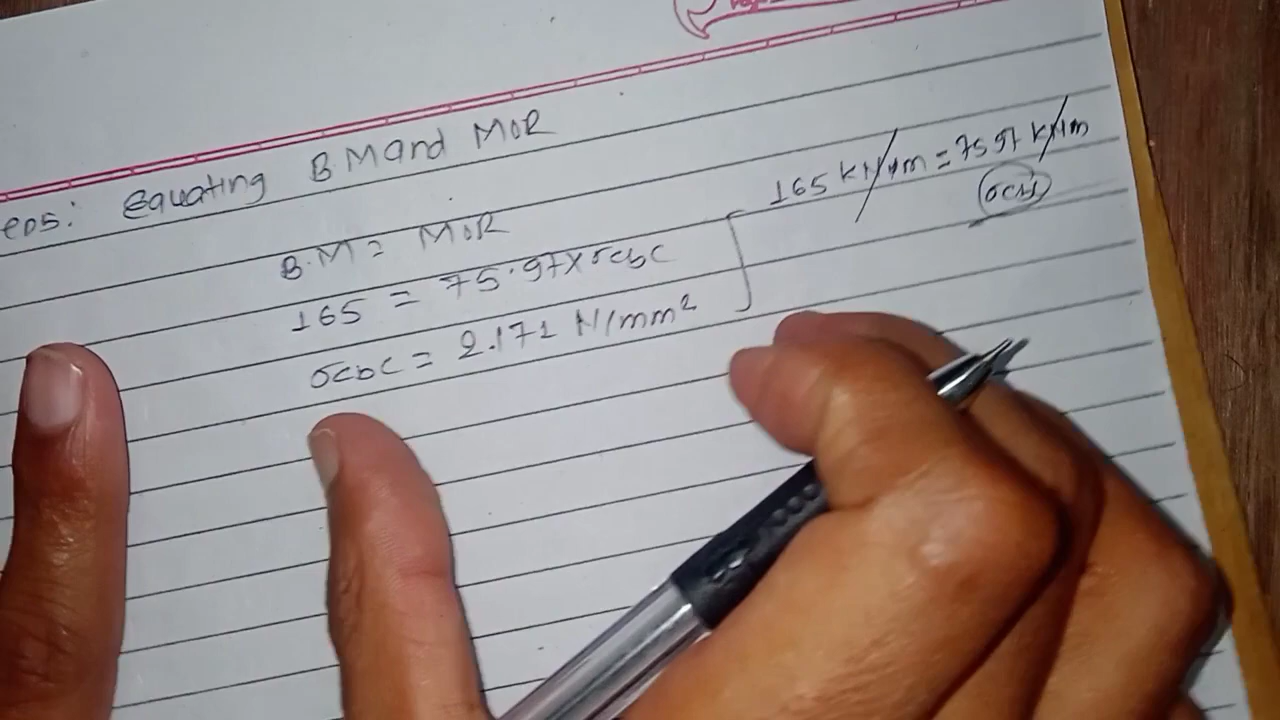 eps: Equating BM and MOR
B.M = MOR
165 = 75.97 x σcbc
σcbc = 2.171 N/mm²
165 kN/m = 75.97 kN/m